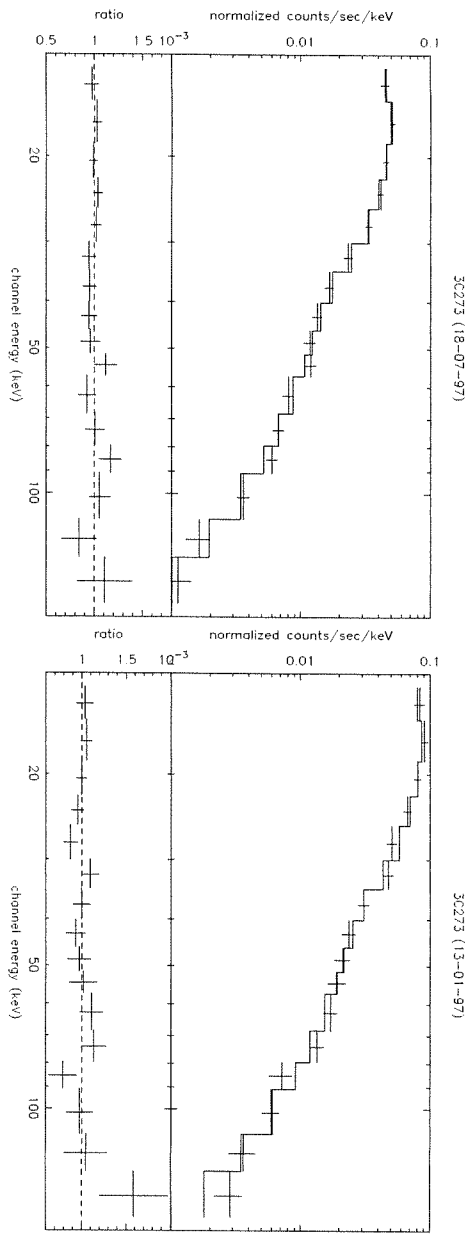 3C273 (18-07-97)
normalized counts/sec/keV
10⁻³ 0.01 0.1
ratio
0.5 1 1.5
20 50 100
channel energy (keV)
3C273 (13-01-97)
normalized counts/sec/keV
10⁻³ 0.01 0.1
ratio
1 1.5
20 50 100
channel energy (keV)